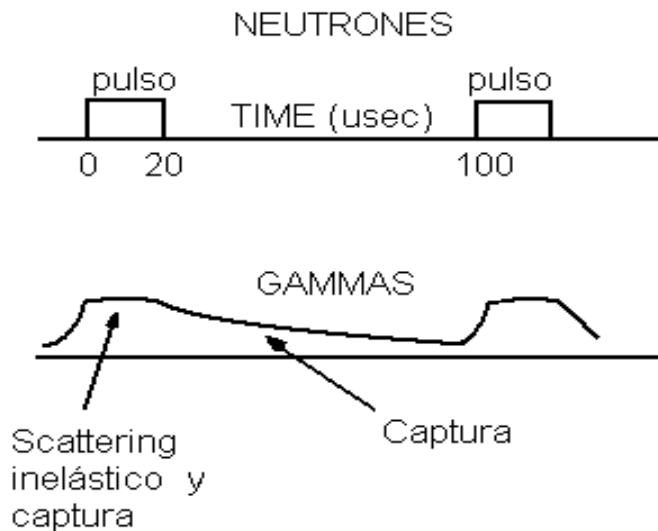 NEUTRONES
pulso
pulso
TIME (usec)
0
20
100
GAMMAS
Captura
Scattering
inelástico y
captura